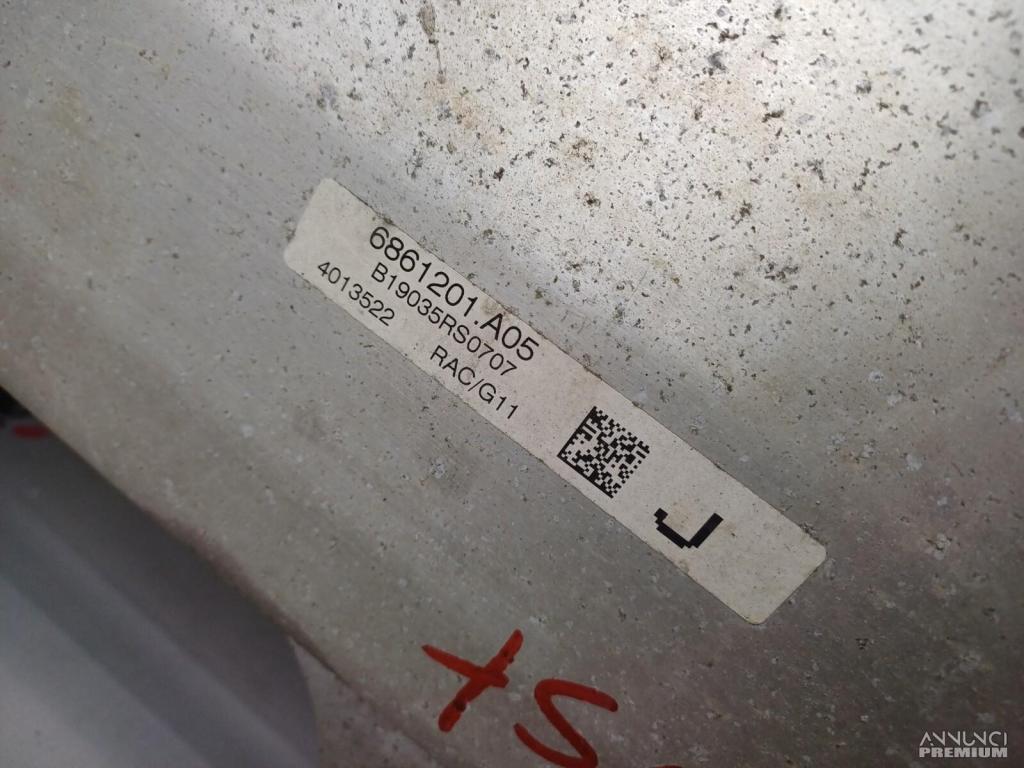 6861201.A05
B19035RS0707
4013522
RAC/G11
J
ANNUNCI
PREMIUM